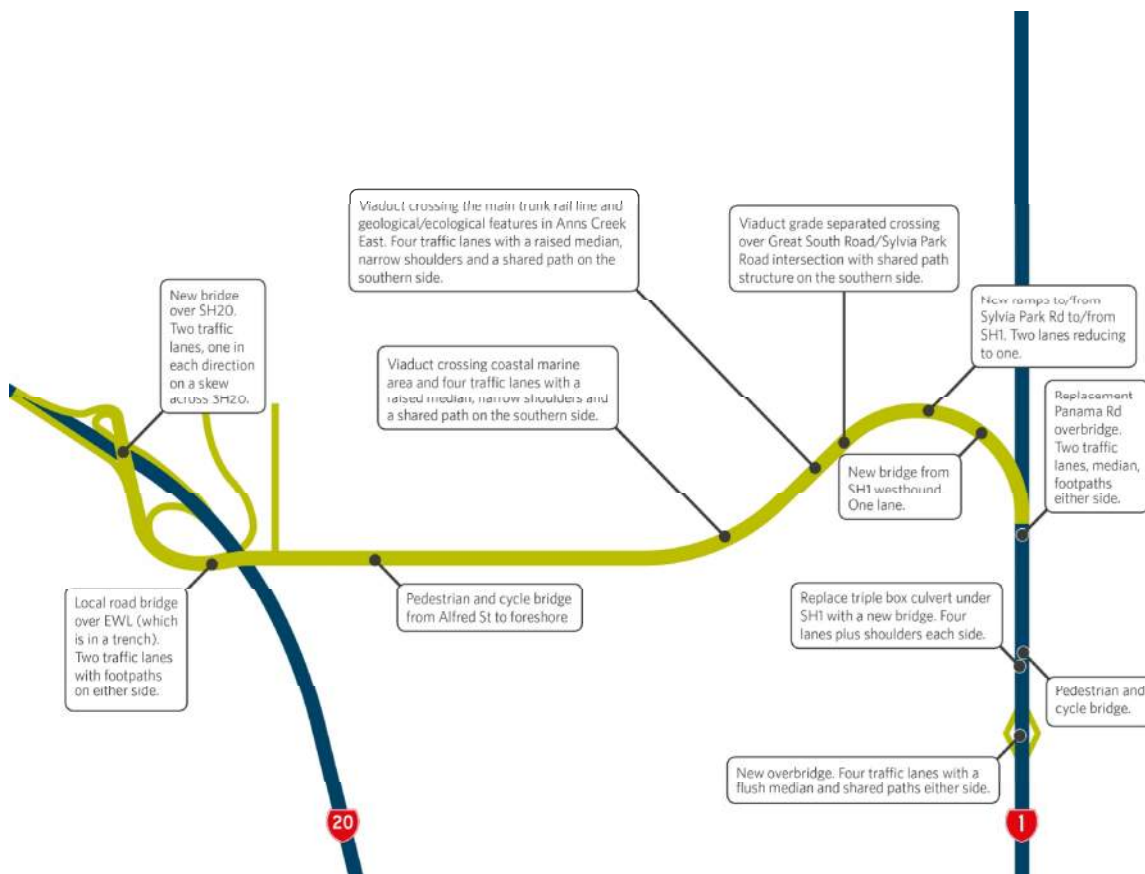 Viaduct crossing the main trunk rail line and
geological/ecological features in Anns Creek
East. Four traffic lanes with a raised median,
narrow shoulders and a shared path on the
southern side.
Viaduct grade separated crossing
over Great South Road/Sylvia Park
Road intersection with shared path
structure on the southern side.
New bridge
over SH20.
Two traffic
lanes, one in
each direction
on a skew
across SH20.
New ramps to/from
Sylvia Park Rd to/from
SH1. Two lanes reducing
to one.
Viaduct crossing coastal marine
area and four traffic lanes with a
raised median, narrow shoulders and
a shared path on the southern side.
Replacement
Panama Rd
overbridge.
Two traffic
lanes, median,
footpaths
either side.
New bridge from
SH1 westbound
One lane.
Local road bridge
over EWL (which
is in a trench).
Two traffic lanes
with footpaths
on either side.
Pedestrian and cycle bridge
from Alfred St to foreshore
Replace triple box culvert under
SH1 with a new bridge. Four
lanes plus shoulders each side.
Pedestrian and
cycle bridge.
New overbridge. Four traffic lanes with a
flush median and shared paths either side.
20
1